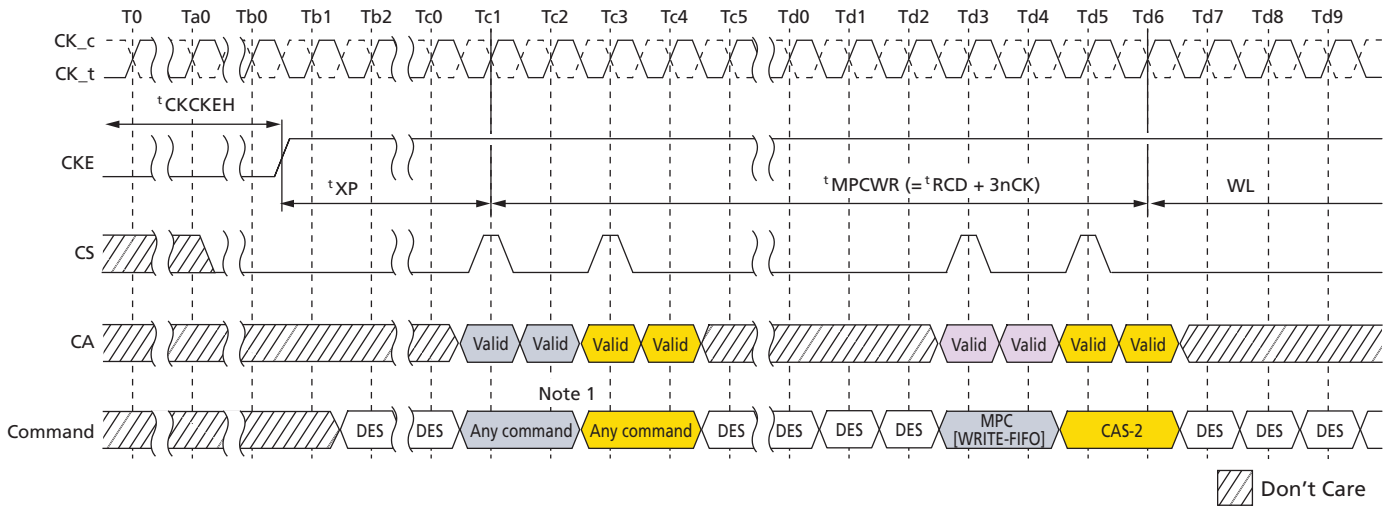 T0 Ta0 Tb0 Tb1 Tb2 Tc0 Tc1 Tc2 Tc3 Tc4 Tc5 Td0 Td1 Td2 Td3 Td4 Td5 Td6 Td7 Td8 Td9
CK_c
CK_t
tCKCKEH
CKE
tXP
tMPCWR (= tRCD + 3nCK)
WL
CS
CA
Valid Valid Valid Valid Valid Valid Valid Valid
Note 1
Command
DES DES Any command Any command DES DES DES DES MPC [WRITE-FIFO] CAS-2 DES DES DES
Don't Care